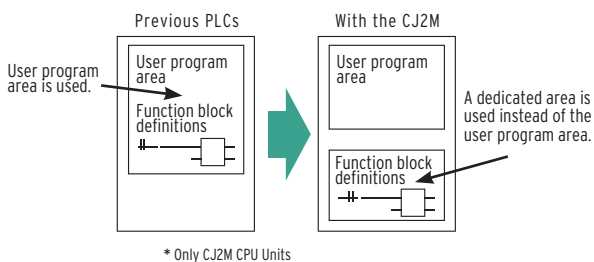 Previous PLCs
With the CJ2M
User program
area is used.
User program
area
Function block
definitions
User program
area
Function block
definitions
A dedicated area is
used instead of the
user program area.
* Only CJ2M CPU Units